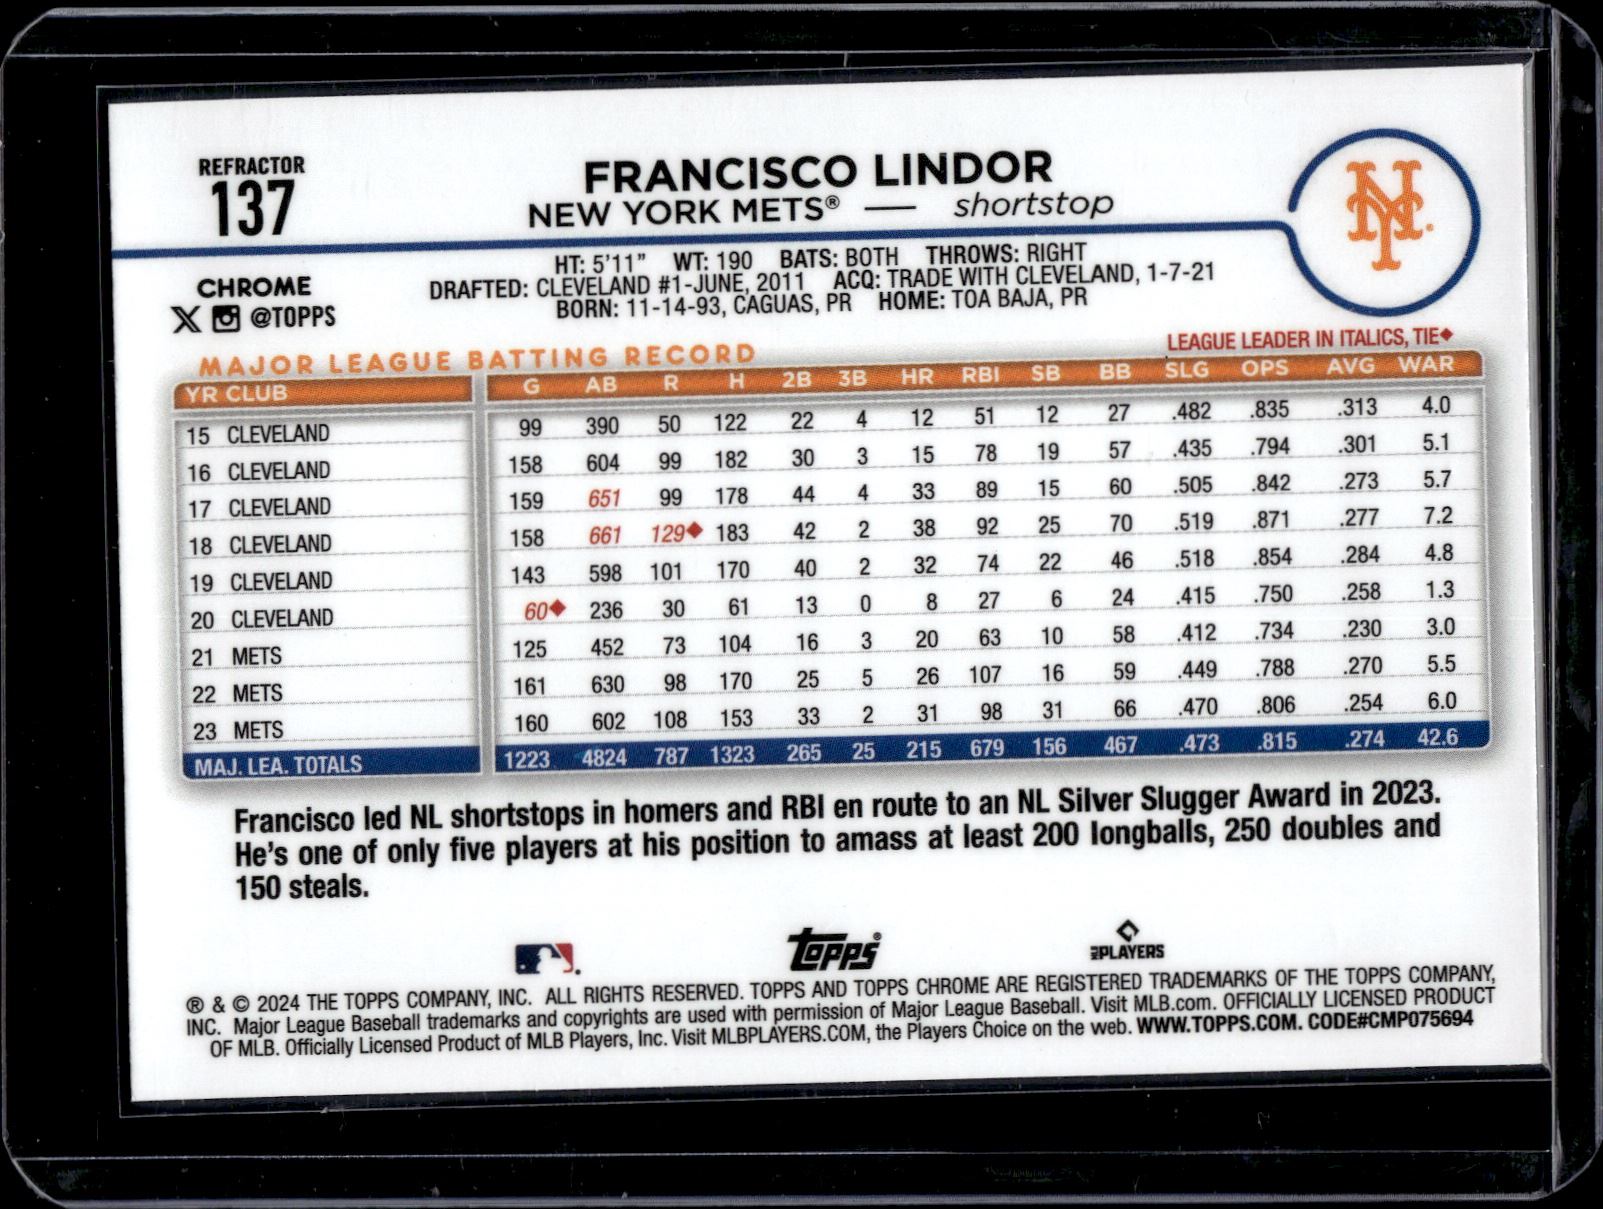 REFRACTOR
137
FRANCISCO LINDOR
NEW YORK METS® — shortstop
NY
CHROME
X @TOPPS
HT: 5'11" WT: 190 BATS: BOTH THROWS: RIGHT
DRAFTED: CLEVELAND #1-JUNE, 2011 ACQ: TRADE WITH CLEVELAND, 1-7-21
BORN: 11-14-93, CAGUAS, PR HOME: TOA BAJA, PR
MAJOR LEAGUE BATTING RECORD
LEAGUE LEADER IN ITALICS, TIE◆
YR CLUB G AB R H 2B 3B HR RBI SB BB SLG OPS AVG WAR
15 CLEVELAND 99 390 50 122 22 4 12 51 12 27 .482 .835 .313 4.0
16 CLEVELAND 158 604 99 182 30 3 15 78 19 57 .435 .794 .301 5.1
17 CLEVELAND 159 651 99 178 44 4 33 89 15 60 .505 .842 .273 5.7
18 CLEVELAND 158 661 129◆ 183 42 2 38 92 25 70 .519 .871 .277 7.2
19 CLEVELAND 143 598 101 170 40 2 32 74 22 46 .518 .854 .284 4.8
20 CLEVELAND 60◆ 236 30 61 13 0 8 27 6 24 .415 .750 .258 1.3
21 METS 125 452 73 104 16 3 20 63 10 58 .412 .734 .230 3.0
22 METS 161 630 98 170 25 5 26 107 16 59 .449 .788 .270 5.5
23 METS 160 602 108 153 33 2 31 98 31 66 .470 .806 .254 6.0
MAJ. LEA. TOTALS 1223 4824 787 1323 265 25 215 679 156 467 .473 .815 .274 42.6
Francisco led NL shortstops in homers and RBI en route to an NL Silver Slugger Award in 2023.
He's one of only five players at his position to amass at least 200 longballs, 250 doubles and
150 steals.
TOPPS®
MLB PLAYERS
® & © 2024 THE TOPPS COMPANY, INC. ALL RIGHTS RESERVED. TOPPS AND TOPPS CHROME ARE REGISTERED TRADEMARKS OF THE TOPPS COMPANY,
INC. Major League Baseball trademarks and copyrights are used with permission of Major League Baseball. Visit MLB.com. OFFICIALLY LICENSED PRODUCT
OF MLB. Officially Licensed Product of MLB Players, Inc. Visit MLBPLAYERS.COM, the Players Choice on the web. WWW.TOPPS.COM. CODE#CMP075694